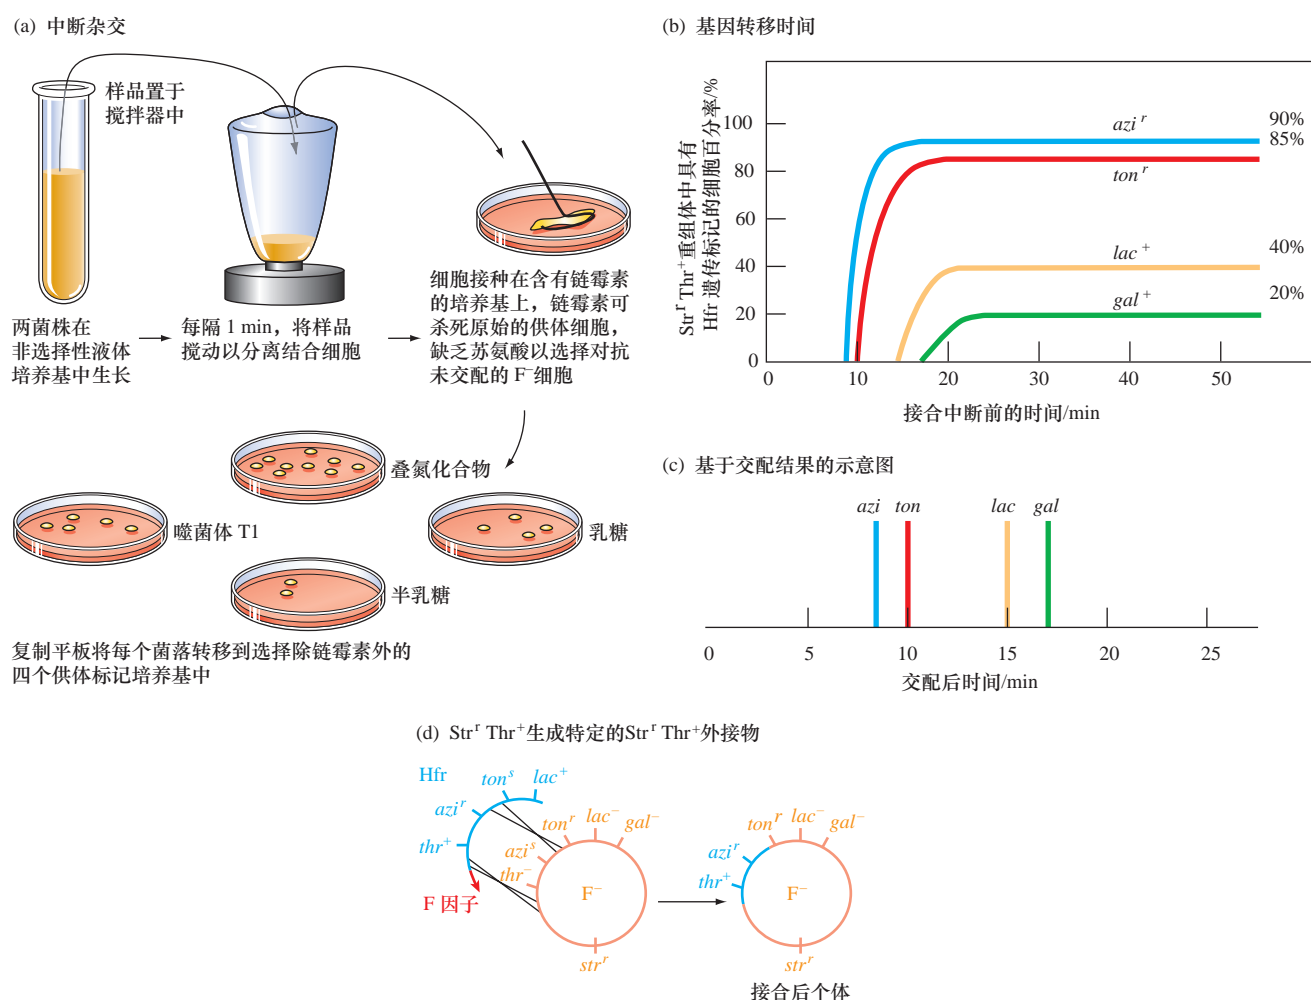 (a) 中断杂交
样品置于
搅拌器中
两菌株在
非选择性液体
培养基中生长
每隔 1 min，将样品
搅动以分离结合细胞
细胞接种在含有链霉素
的培养基上，链霉素可
杀死原始的供体细胞，
缺乏苏氨酸以选择对抗
未交配的 F⁻细胞
叠氮化合物
噬菌体 T1
乳糖
半乳糖
复制平板将每个菌落转移到选择除链霉素外的
四个供体标记培养基中
(b) 基因转移时间
Strʳ Thr⁺重组体中具有
Hfr 遗传标记的细胞百分率/%
100
80
60
40
20
0
aziʳ
90%
85%
tonʳ
lac⁺
40%
gal⁺
20%
0 10 20 30 40 50
接合中断前的时间/min
(c) 基于交配结果的示意图
azi ton lac gal
0 5 10 15 20 25
交配后时间/min
(d) Strʳ Thr⁺生成特定的Strʳ Thr⁺外接物
Hfr
tonˢ
lac⁺
aziʳ
thr⁺
F 因子
tonʳ
lac⁻
gal⁻
aziˢ
thr⁻
F⁻
strʳ
tonʳ
lac⁻
gal⁻
aziʳ
thr⁺
F⁻
strʳ
接合后个体